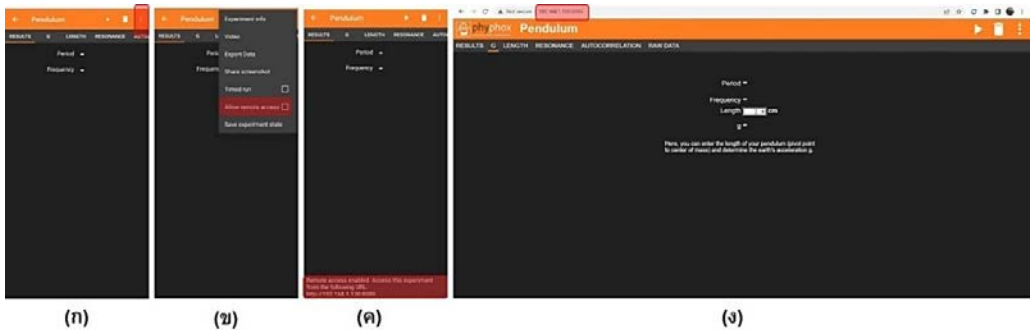 Pendulum
RESULTS G LENGTH RESONANCE
Period
Frequency
(ก)
Pendulum
RESULTS G
Experiment info
Video
Export Data
Share screenshot
Timed run
Allow remote access
Save experiment state
(ข)
Pendulum
RESULTS G LENGTH RESONANCE
Period
Frequency
Remote access enabled. Access this experiment
from the following URL:
(ค)
Not secure
phyphox Pendulum
RESULTS G LENGTH RESONANCE AUTOCORRELATION RAW DATA
Period
Frequency
Length cm
g
Here, you can enter the length of your pendulum (pivot point
to center of mass) and determine the earth's acceleration g.
(ง)